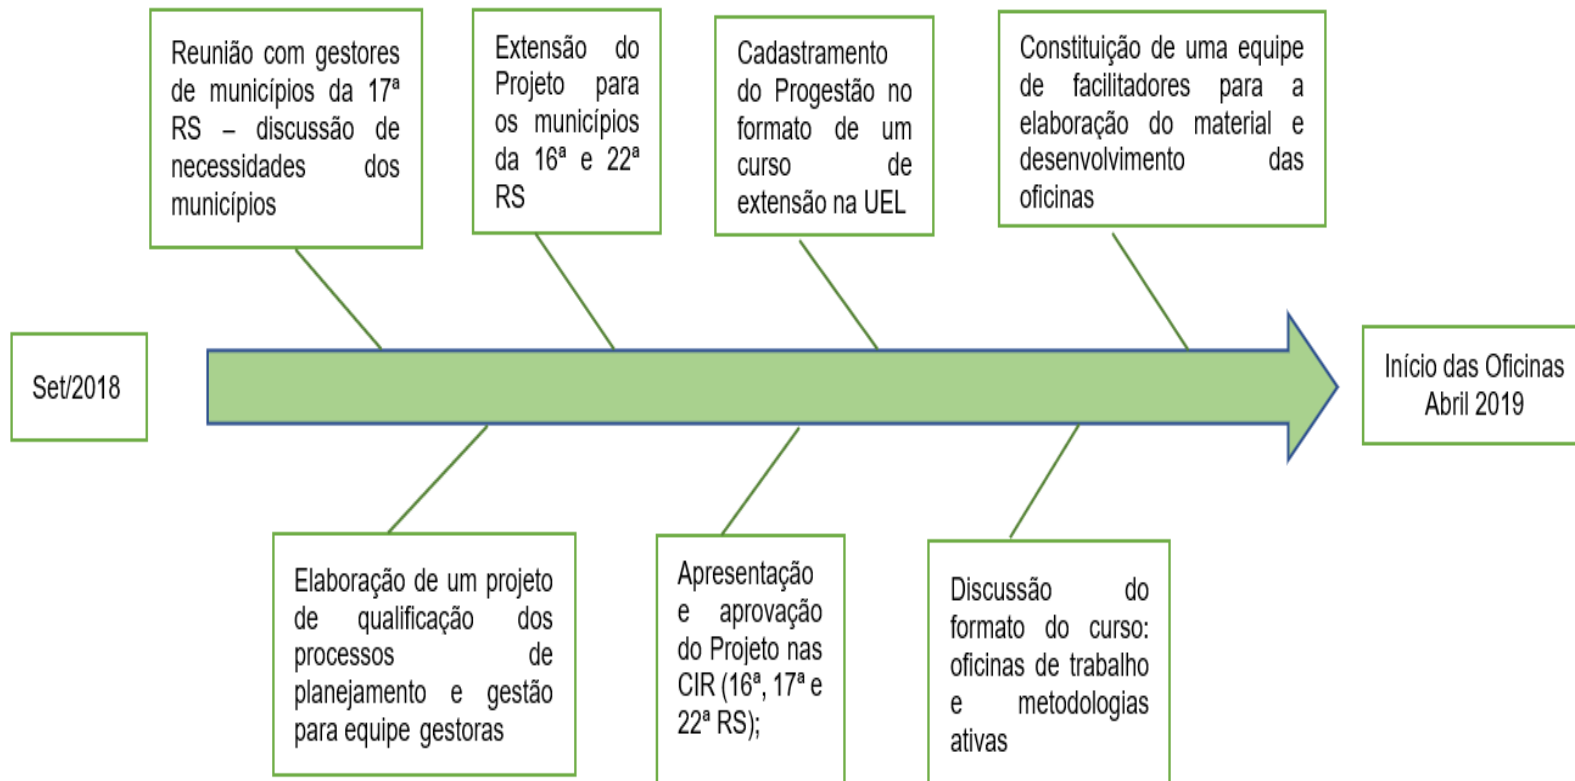 Reunião com gestores
de municípios da 17ª
RS – discussão de
necessidades dos
municípios
Extensão do
Projeto para
os municípios
da 16ª e 22ª
RS
Cadastramento
do Progestão no
formato de um
curso de
extensão na UEL
Constituição de uma equipe
de facilitadores para a
elaboração do material e
desenvolvimento das
oficinas
Set/2018
Início das Oficinas
Abril 2019
Elaboração de um projeto
de qualificação dos
processos de
planejamento e gestão
para equipe gestoras
Apresentação
e aprovação
do Projeto nas
CIR (16ª, 17ª e
22ª RS);
Discussão do
formato do curso:
oficinas de trabalho
e metodologias
ativas